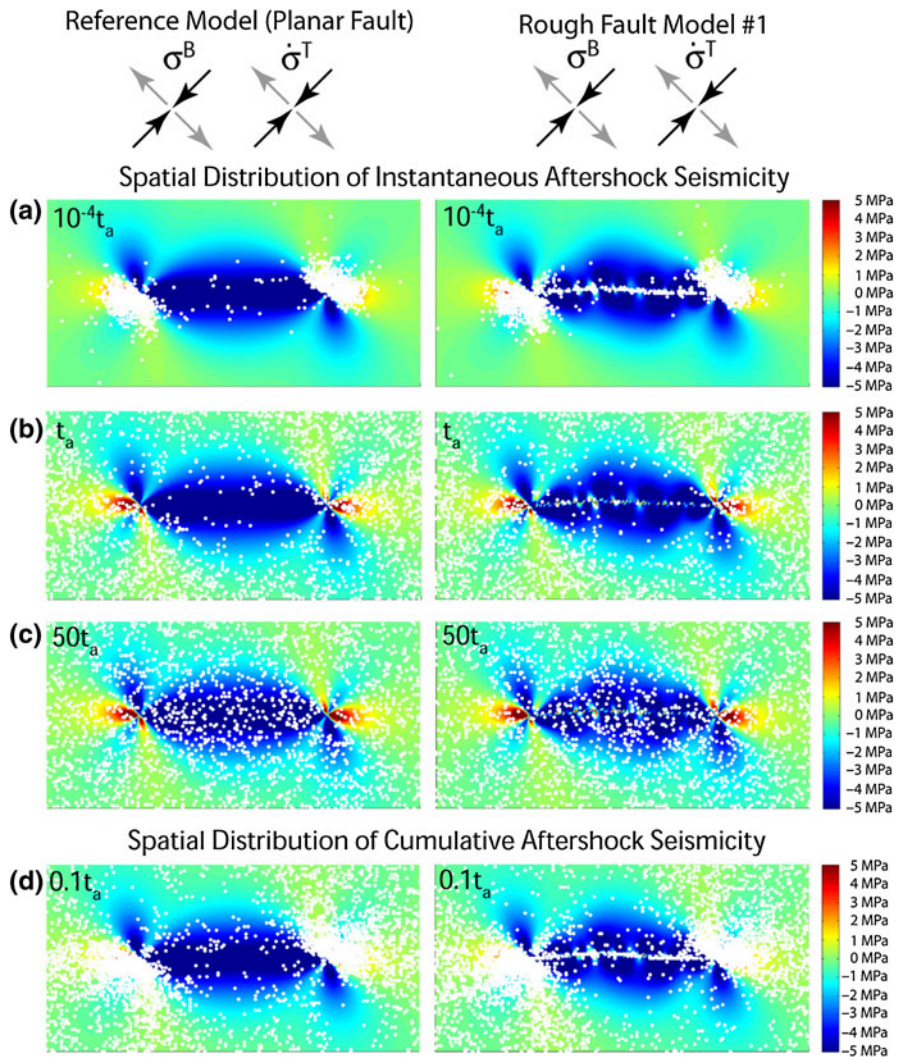 Reference Model (Planar Fault)
Rough Fault Model #1
σᴮ
σ̇ᵀ
σᴮ
σ̇ᵀ
Spatial Distribution of Instantaneous Aftershock Seismicity
(a)
10⁻⁴tₐ
10⁻⁴tₐ
5 MPa
4 MPa
3 MPa
2 MPa
1 MPa
0 MPa
−1 MPa
−2 MPa
−3 MPa
−4 MPa
−5 MPa
(b)
tₐ
tₐ
5 MPa
4 MPa
3 MPa
2 MPa
1 MPa
0 MPa
−1 MPa
−2 MPa
−3 MPa
−4 MPa
−5 MPa
(c)
50tₐ
50tₐ
5 MPa
4 MPa
3 MPa
2 MPa
1 MPa
0 MPa
−1 MPa
−2 MPa
−3 MPa
−4 MPa
−5 MPa
Spatial Distribution of Cumulative Aftershock Seismicity
(d)
0.1tₐ
0.1tₐ
5 MPa
4 MPa
3 MPa
2 MPa
1 MPa
0 MPa
−1 MPa
−2 MPa
−3 MPa
−4 MPa
−5 MPa